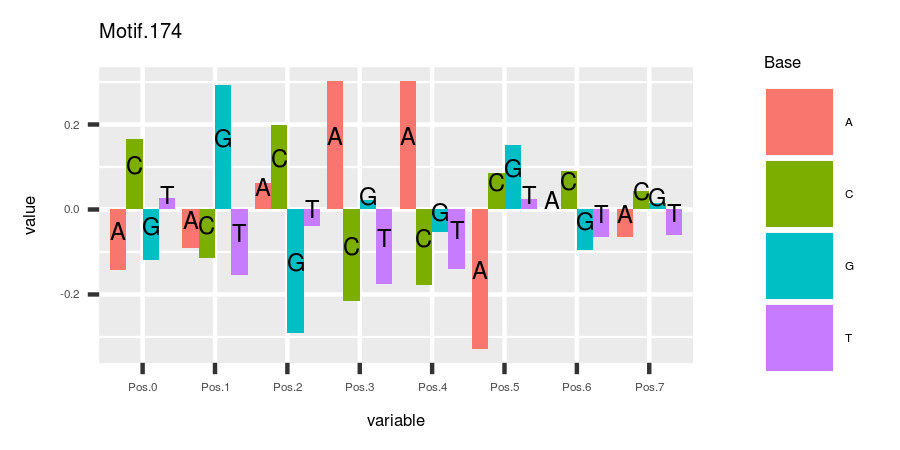 Motif.174
value
0.2
0.0
-0.2
A C G T
A C G T
A C G T
A C G T
A C G T
A C G T
A C G T
A C G T
Pos.0 Pos.1 Pos.2 Pos.3 Pos.4 Pos.5 Pos.6 Pos.7
variable
Base
A
C
G
T